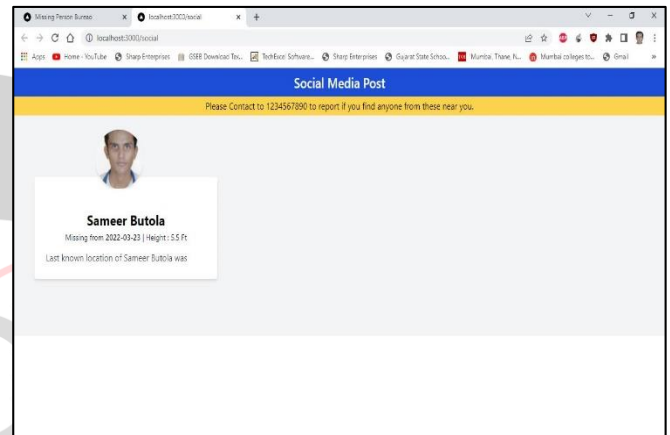 Missing Person Bureau
localhost:3000/social
localhost:3000/social
Apps
Home - YouTube
Sharp Enterprises
GSEB Download Tex...
TechExcel Software...
Sharp Enterprises
Gujarat State Schoo...
Mumbai, Thane, N...
Mumbai colleges to...
Gmail
Social Media Post
Please Contact to 1234567890 to report if you find anyone from these near you.
Sameer Butola
Missing from 2022-03-23 | Height : 5.5 Ft
Last known location of Sameer Butola was